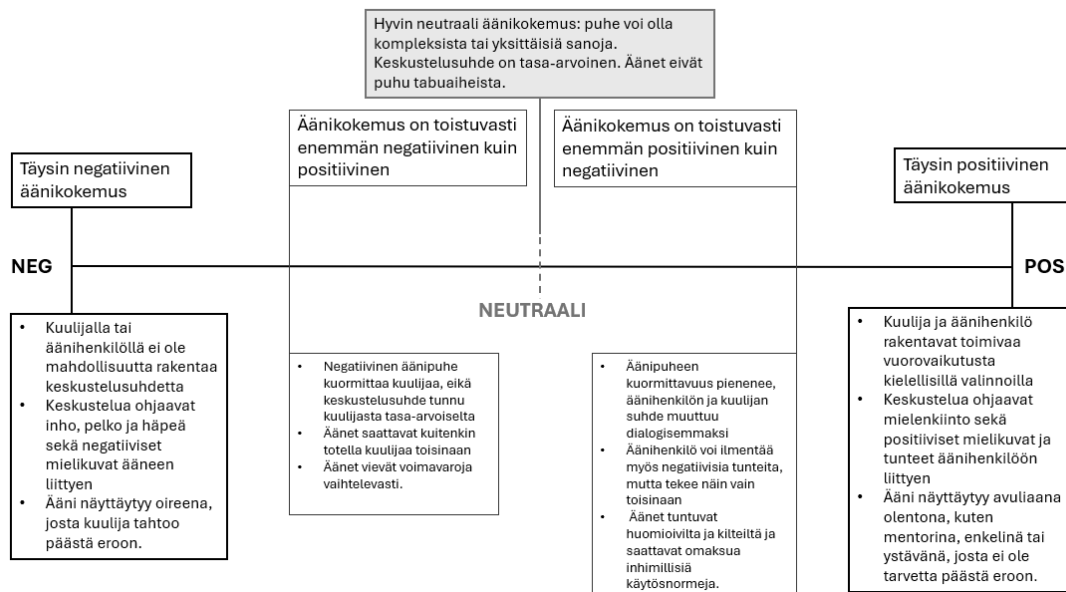 Hyvin neutraali äänikokemus: puhe voi olla
kompleksista tai yksittäisiä sanoja.
Keskustelusuhde on tasa-arvoinen. Äänet eivät
puhu tabuaiheista.
Äänikokemus on toistuvasti
enemmän negatiivinen kuin
positiivinen
Äänikokemus on toistuvasti
enemmän positiivinen kuin
negatiivinen
Täysin negatiivinen
äänikokemus
Täysin positiivinen
äänikokemus
NEG
POS
NEUTRAALI
• Kuulijalla tai
äänihenkilöllä ei ole
mahdollisuutta rakentaa
keskustelusuhdetta
• Keskustelua ohjaavat
inho, pelko ja häpeä
sekä negatiiviset
mielikuvat ääneen
liittyen
• Ääni näyttäytyy oireena,
josta kuulija tahtoo
päästä eroon.
• Negatiivinen äänipuhe
kuormittaa kuulijaa, eikä
keskustelusuhde tunnu
kuulijasta tasa-arvoiselta
• Äänet saattavat kuitenkin
totella kuulijaa toisinaan
• Äänet vievät voimavaroja
vaihtelevasti.
• Äänipuheen
kuormittavuus pienenee,
äänihenkilön ja kuulijan
suhde muuttuu
dialogisemmaksi
• Äänihenkilö voi ilmentää
myös negatiivisia tunteita,
mutta tekee näin vain
toisinaan
• Äänet tuntuvat
huomioivilta ja kilteiltä ja
saattavat omaksua
inhimillisiä
käytösnormeja.
• Kuulija ja äänihenkilö
rakentavat toimivaa
vuorovaikutusta
kielellisillä valinnoilla
• Keskustelua ohjaavat
mielenkiinto sekä
positiiviset mielikuvat ja
tunteet äänihenkilöön
liittyen
• Ääni näyttäytyy avuliaana
olentona, kuten
mentorina, enkelinä tai
ystävänä, josta ei ole
tarvetta päästä eroon.